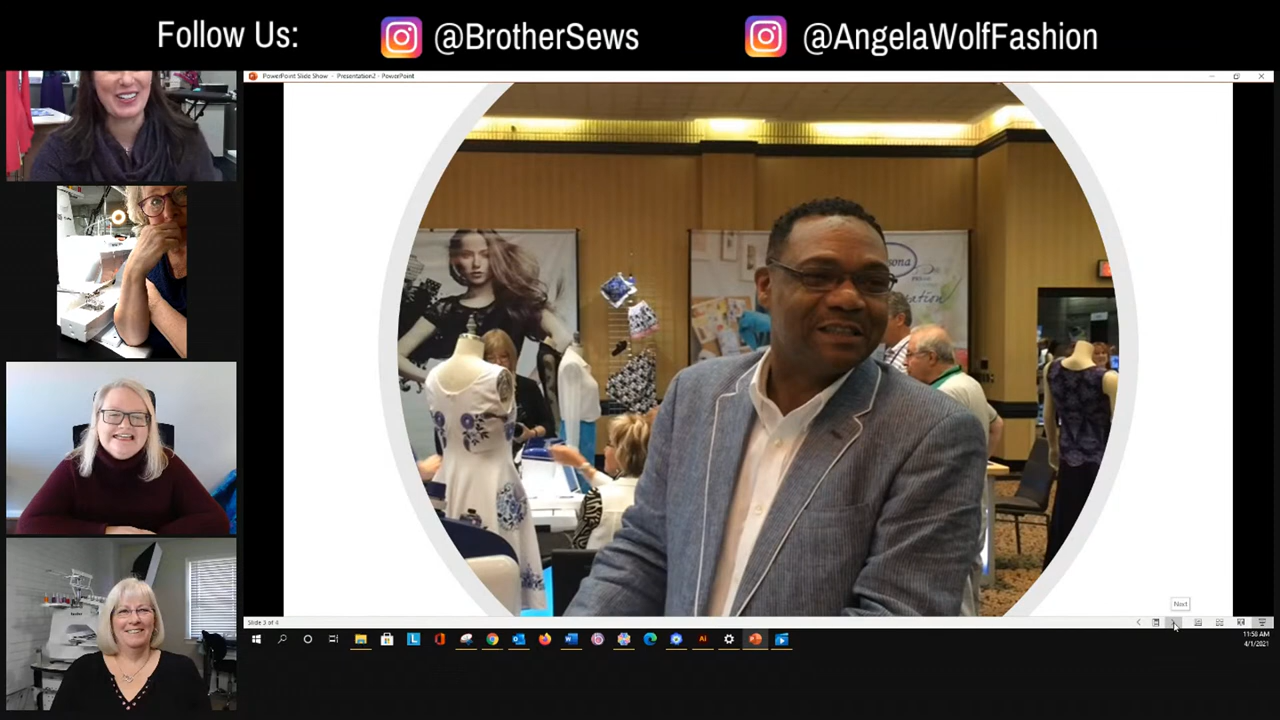 Follow Us: @BrotherSews @AngelaWolfFashion
PowerPoint Slide Show - Presentation2 - PowerPoint
Slide 3 of 4
Next
11:58 AM
4/1/2021